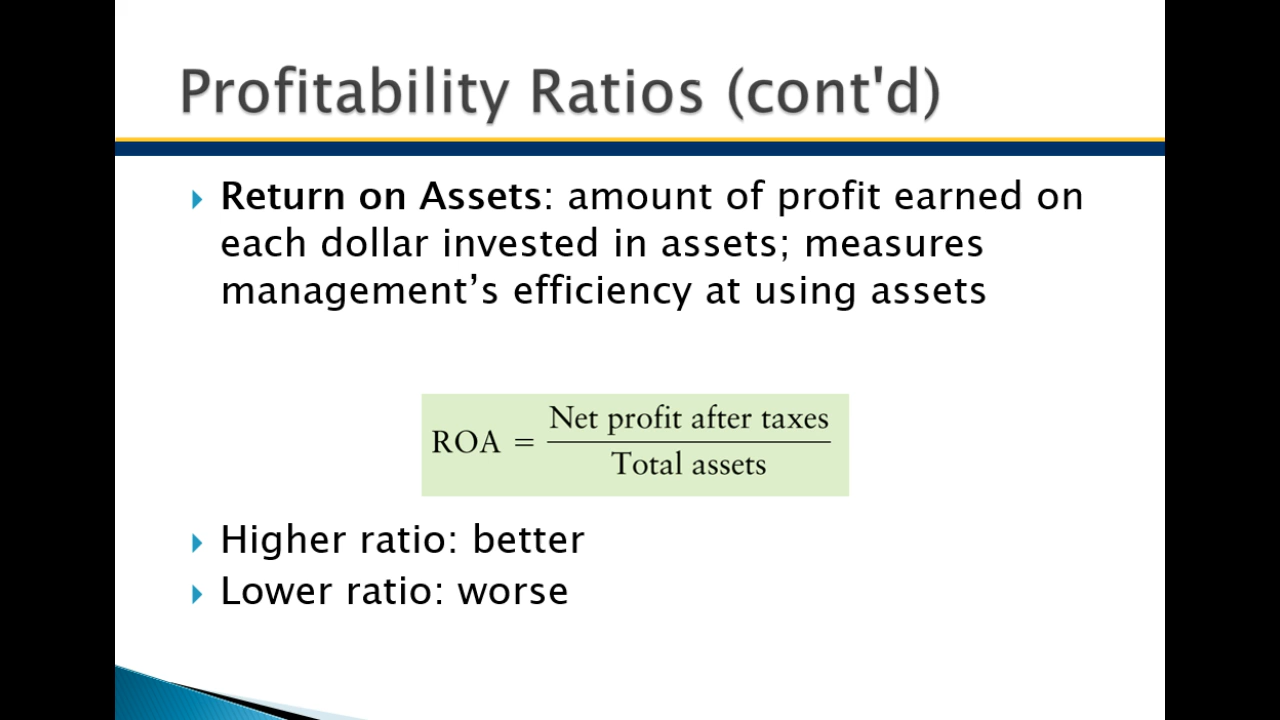 Profitability Ratios (cont'd)
Return on Assets: amount of profit earned on
each dollar invested in assets; measures
management’s efficiency at using assets
ROA = Net profit after taxes
Total assets
Higher ratio: better
Lower ratio: worse